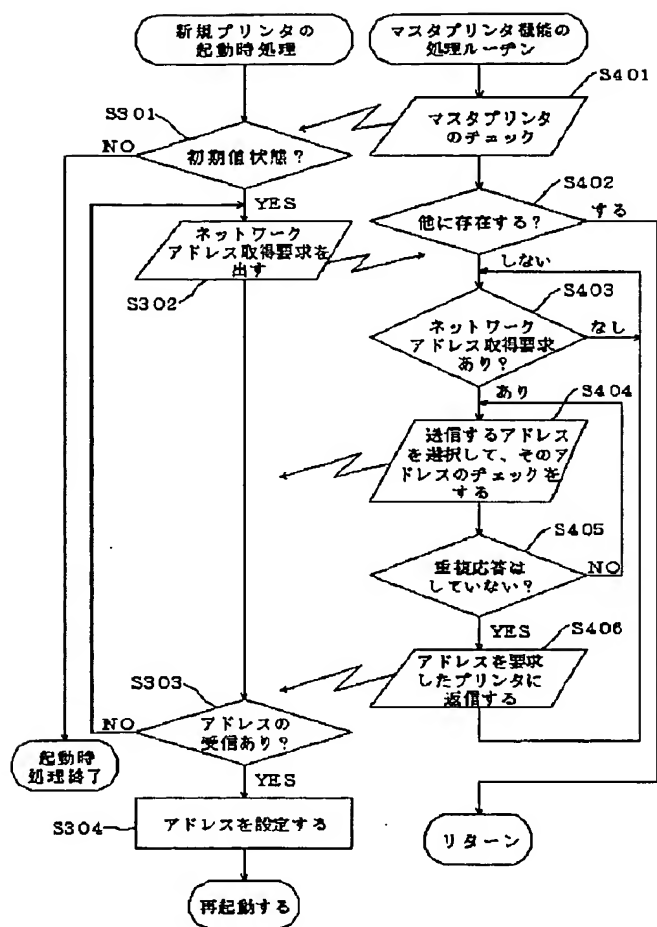 新規プリンタの
起動時処理
マスタプリンタ機能の
処理ルーチン
S401
マスタプリンタ
のチェック
S301
NO
初期値状態?
YES
S402
他に存在する?
する
しない
ネットワーク
アドレス取得要求を
出す
S302
S403
ネットワーク
アドレス取得要求
あり?
なし
あり
S404
送信するアドレス
を選択して、そのア
ドレスのチェックを
する
S405
重複応答は
していない?
NO
YES
S406
アドレスを要求
したプリンタに
返信する
S303
NO
アドレスの
受信あり?
YES
起動時
処理終了
S304
アドレスを設定する
リターン
再起動する